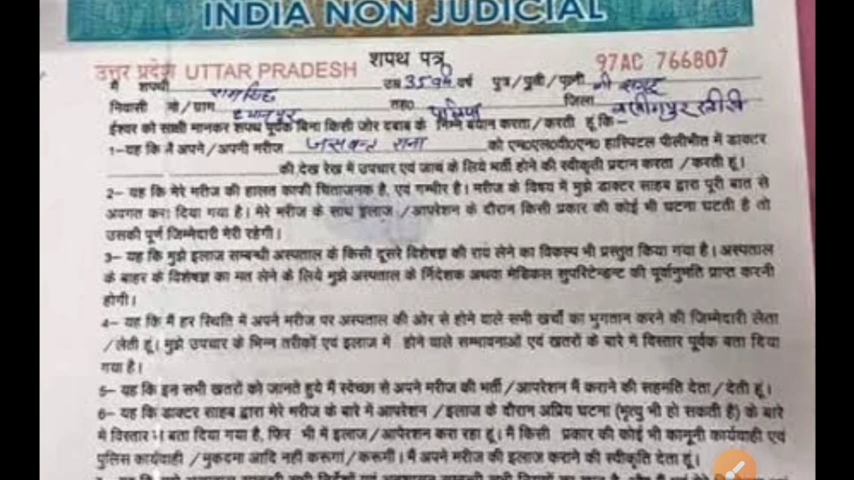 INDIA NON JUDICIAL
उत्तर प्रदेश UTTAR PRADESH शपथ पत्र 97AC 766807
मैं शपथी रामसिंह उम्र 35 वर्ष पुत्र/पुत्री/पत्नी श्री
निवासी मो/ग्राम ध्यानपुर तह0 पलिया जिला लखीमपुर खीरी
ईश्वर को साक्षी मानकर शपथ पूर्वक बिना किसी जोर दबाव के निम्न बयान करता/करती हूं कि –
1–यह कि मैं अपने/अपनी मरीज जसवन्त राना को एम0एल0वी0एन0 हास्पिटल पीलीभीत में डाक्टर
की देख रेख में उपचार एवं जांच के लिये भर्ती होने की स्वीकृती प्रदान करता/करती हूं।
2– यह कि मेरे मरीज की हालत काफी चिंताजनक है, एवं गम्भीर है। मरीज के विषय में मुझे डाक्टर साहब द्वारा पूरी बात से
अवगत करा दिया गया है। मेरे मरीज के साथ इलाज/आपरेशन के दौरान किसी प्रकार की कोई भी घटना घटती है तो
उसकी पूर्ण जिम्मेदारी मेरी रहेगी।
3– यह कि मुझे इलाज सम्बन्धी अस्पताल के किसी दूसरे विशेषज्ञ की राय लेने का विकल्प भी प्रस्तुत किया गया है। अस्पताल
के बाहर के विशेषज्ञ का मत लेने के लिये मुझे अस्पताल के निदेशक अथवा मेडिकल सुपरिटेन्डन्ट की पूर्वानुमति प्राप्त करनी
होगी।
4– यह कि मैं हर स्थिति में अपने मरीज पर अस्पताल की ओर से होने वाले सभी खर्चो का भुगतान करने की जिम्मेदारी लेता
/लेती हूं। मुझे उपचार के भिन्न तरीकों एवं इलाज में होने वाले सम्भावनाओं एवं खतरों के बारे में विस्तार पूर्वक बता दिया
गया है।
5– यह कि इन सभी खतरों को जानते हुये मैं स्वेच्छा से अपने मरीज की भर्ती/आपरेशन मैं कराने की सहमति देता/देती हूं।
6– यह कि डाक्टर साहब द्वारा मेरे मरीज के बारे में आपरेशन/इलाज के दौरान अप्रिय घटना (मृत्यु भी हो सकती है) के बारे
में विस्तार से बता दिया गया है, फिर भी मैं इलाज/आपेरशन करा रहा हूं। मैं किसी प्रकार की कोई भी कानूनी कार्यवाही एवं
पुलिस कार्यवाही/मुकदमा आदि नहीं करूगां/करूगी। मैं अपने मरीज की इलाज कराने की स्वीकृति देता हूं।